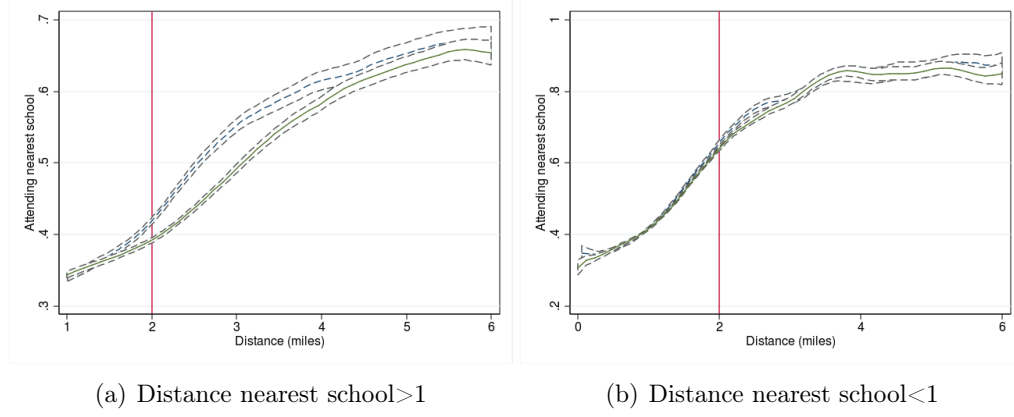 .7
.6
.5
.4
.3
Attending nearest school
1 2 3 4 5 6
Distance (miles)
(a) Distance nearest school>1
1
.8
.6
.4
.2
Attending nearest school
0 2 4 6
Distance (miles)
(b) Distance nearest school<1